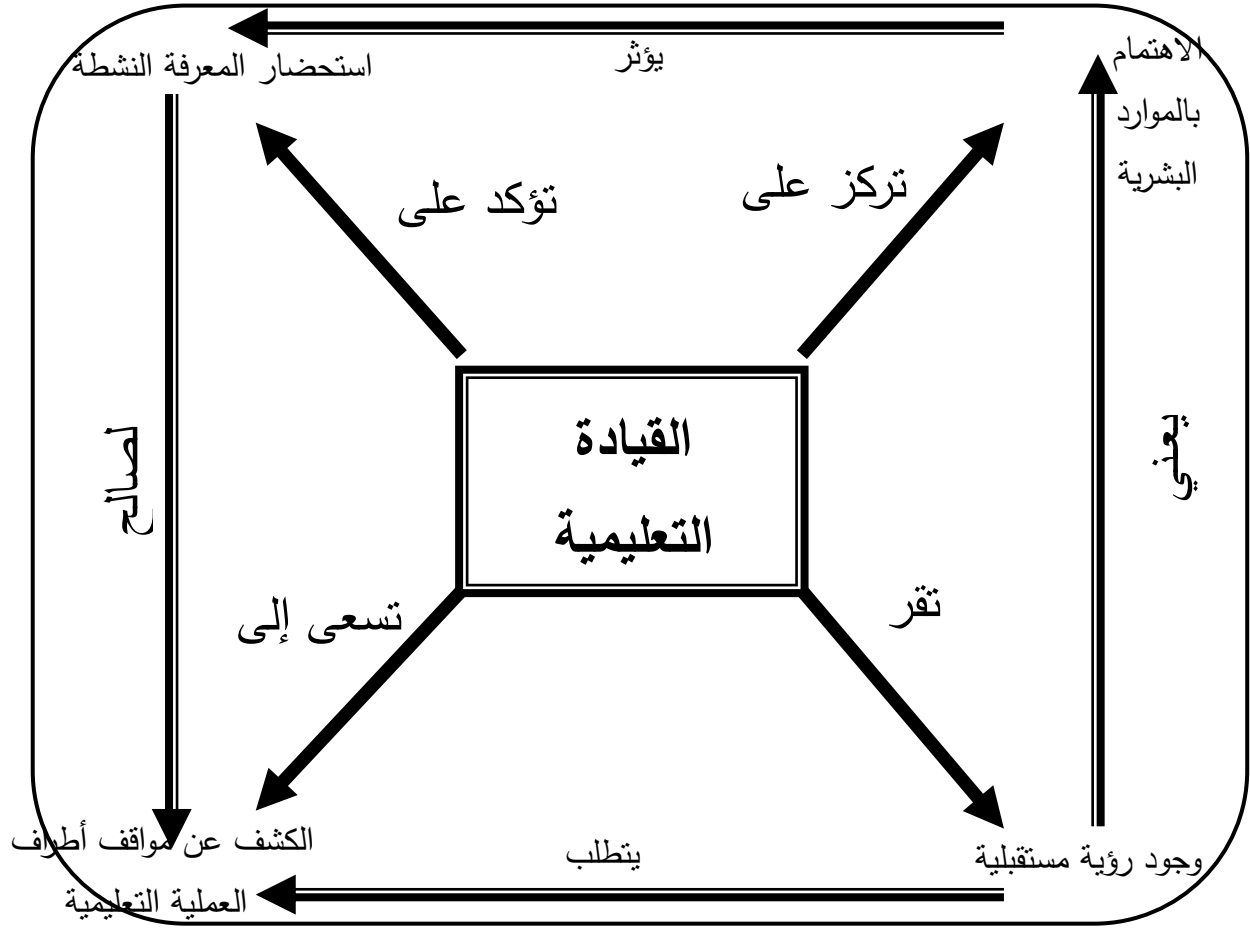 الاهتمام
بالموارد
البشرية
يؤثر
استحضار المعرفة النشطة
تركز على
تؤكد على
القيادة
التعليمية
يعني
لصالح
تقر
تسعى إلى
وجود رؤية مستقبلية
يتطلب
الكشف عن مواقف أطراف
العملية التعليمية